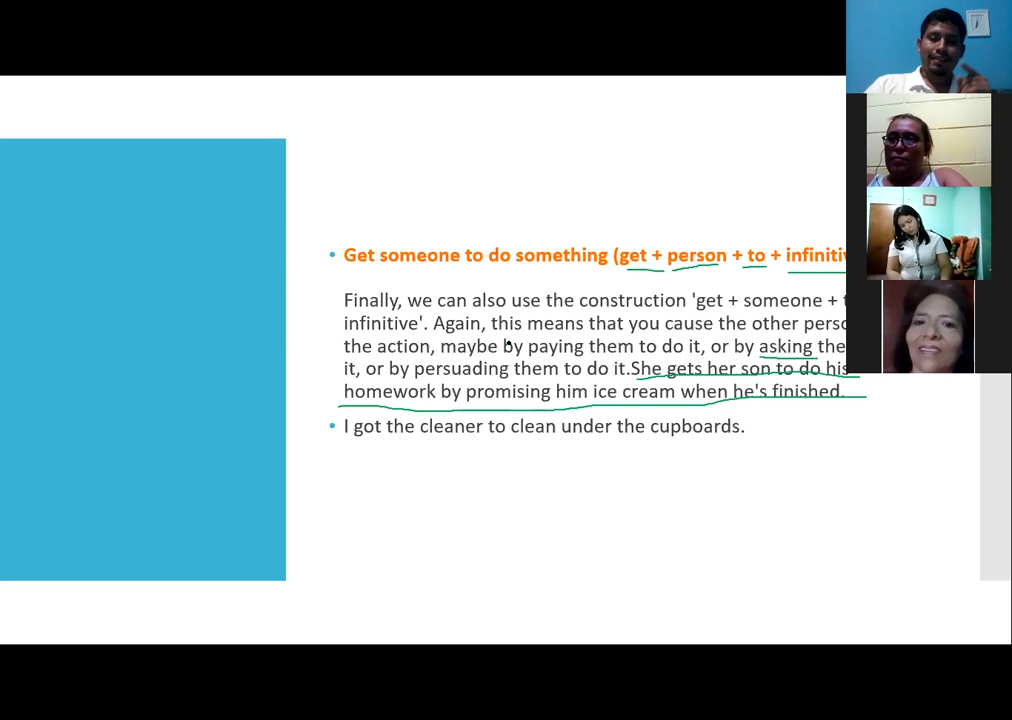 • Get someone to do something (get + person + to +
Finally, we can also use the construction 'get + someone +
infinitive'. Again, this means that you cause the other
the action, maybe by paying them to do it, or by asking
it, or by persuading them to do it.She gets her son to do his
homework by promising him ice cream when he's finished.
• I got the cleaner to clean under the cupboards.